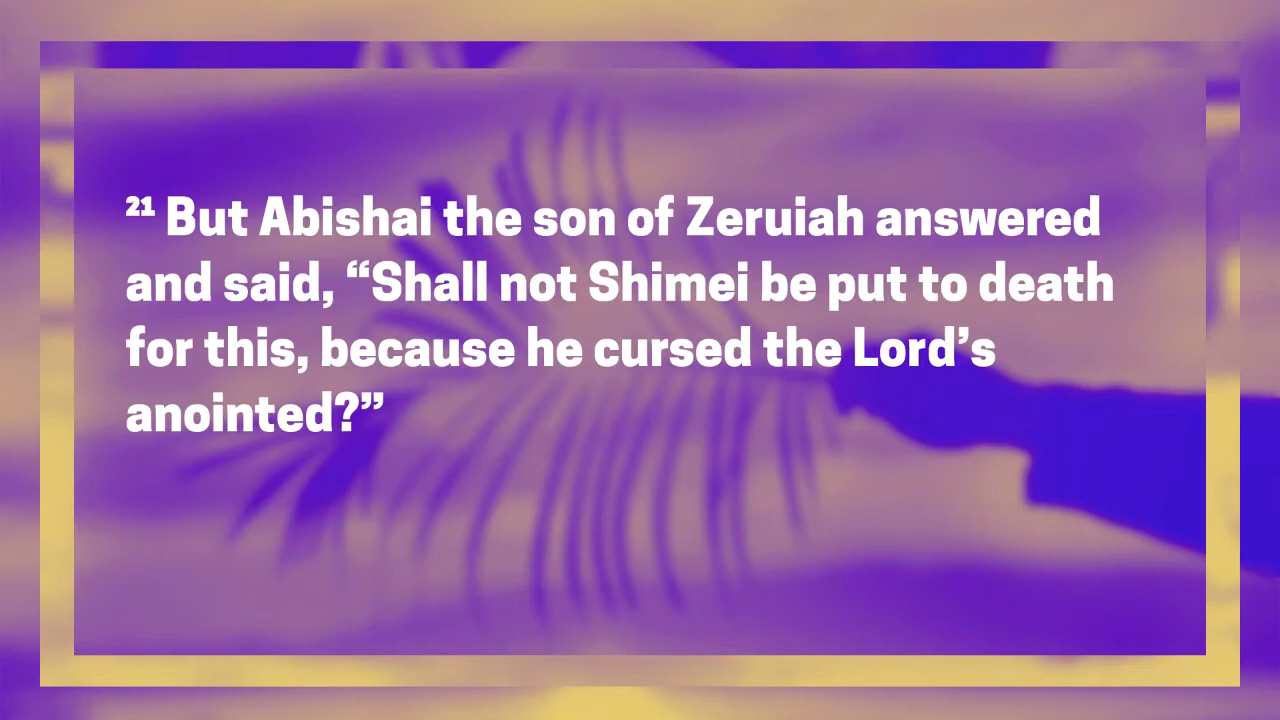 ²¹ But Abishai the son of Zeruiah answered
and said, “Shall not Shimei be put to death
for this, because he cursed the Lord’s
anointed?”